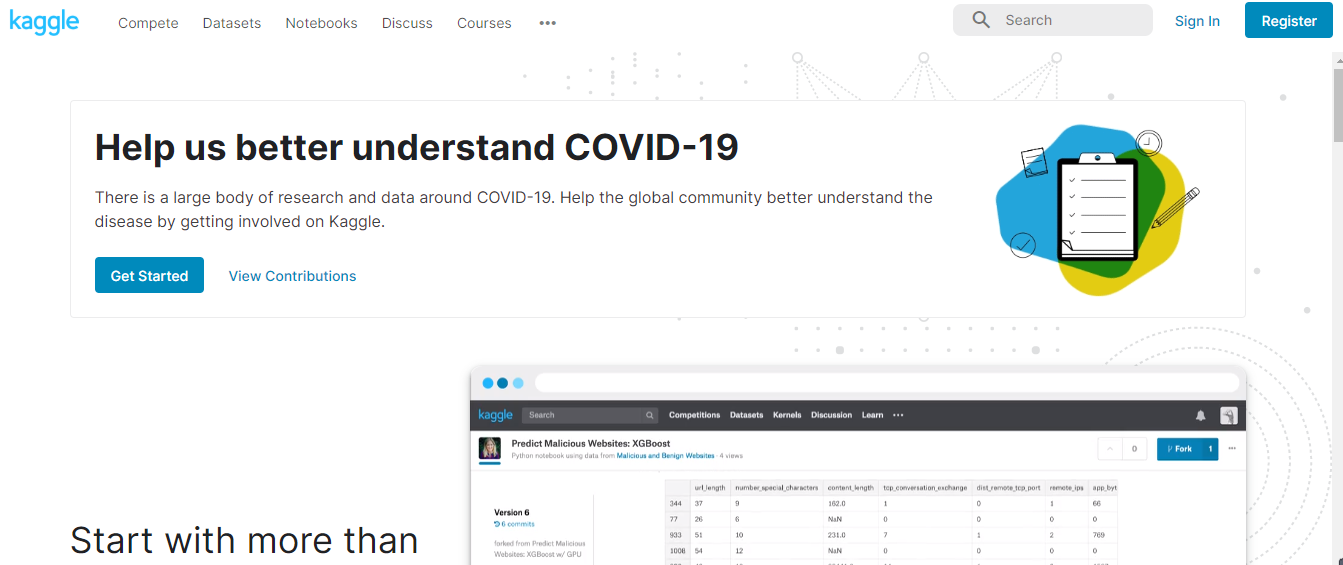 kaggle
Compete Datasets Notebooks Discuss Courses •••
Search
Sign In
Register
Help us better understand COVID-19
There is a large body of research and data around COVID-19. Help the global community better understand the
disease by getting involved on Kaggle.
Get Started View Contributions
kaggle Search Competitions Datasets Kernels Discussion Learn •••
Predict Malicious Websites: XGBoost
Python notebook using data from Malicious and Benign Websites · 4 views
0
Fork 1
url_length number_special_characters content_length tcp_conversation_exchange dist_remote_tcp_port remote_ips app_byt
344 37 9 162.0 1 0 1 66
77 26 6 NaN 0 0 0 0
933 51 10 231.0 7 1 2 769
1008 54 12 NaN 0 0 0 0
Version 6
6 commits
forked from Predict Malicious
Websites: XGBoost w/ GPU
Start with more than